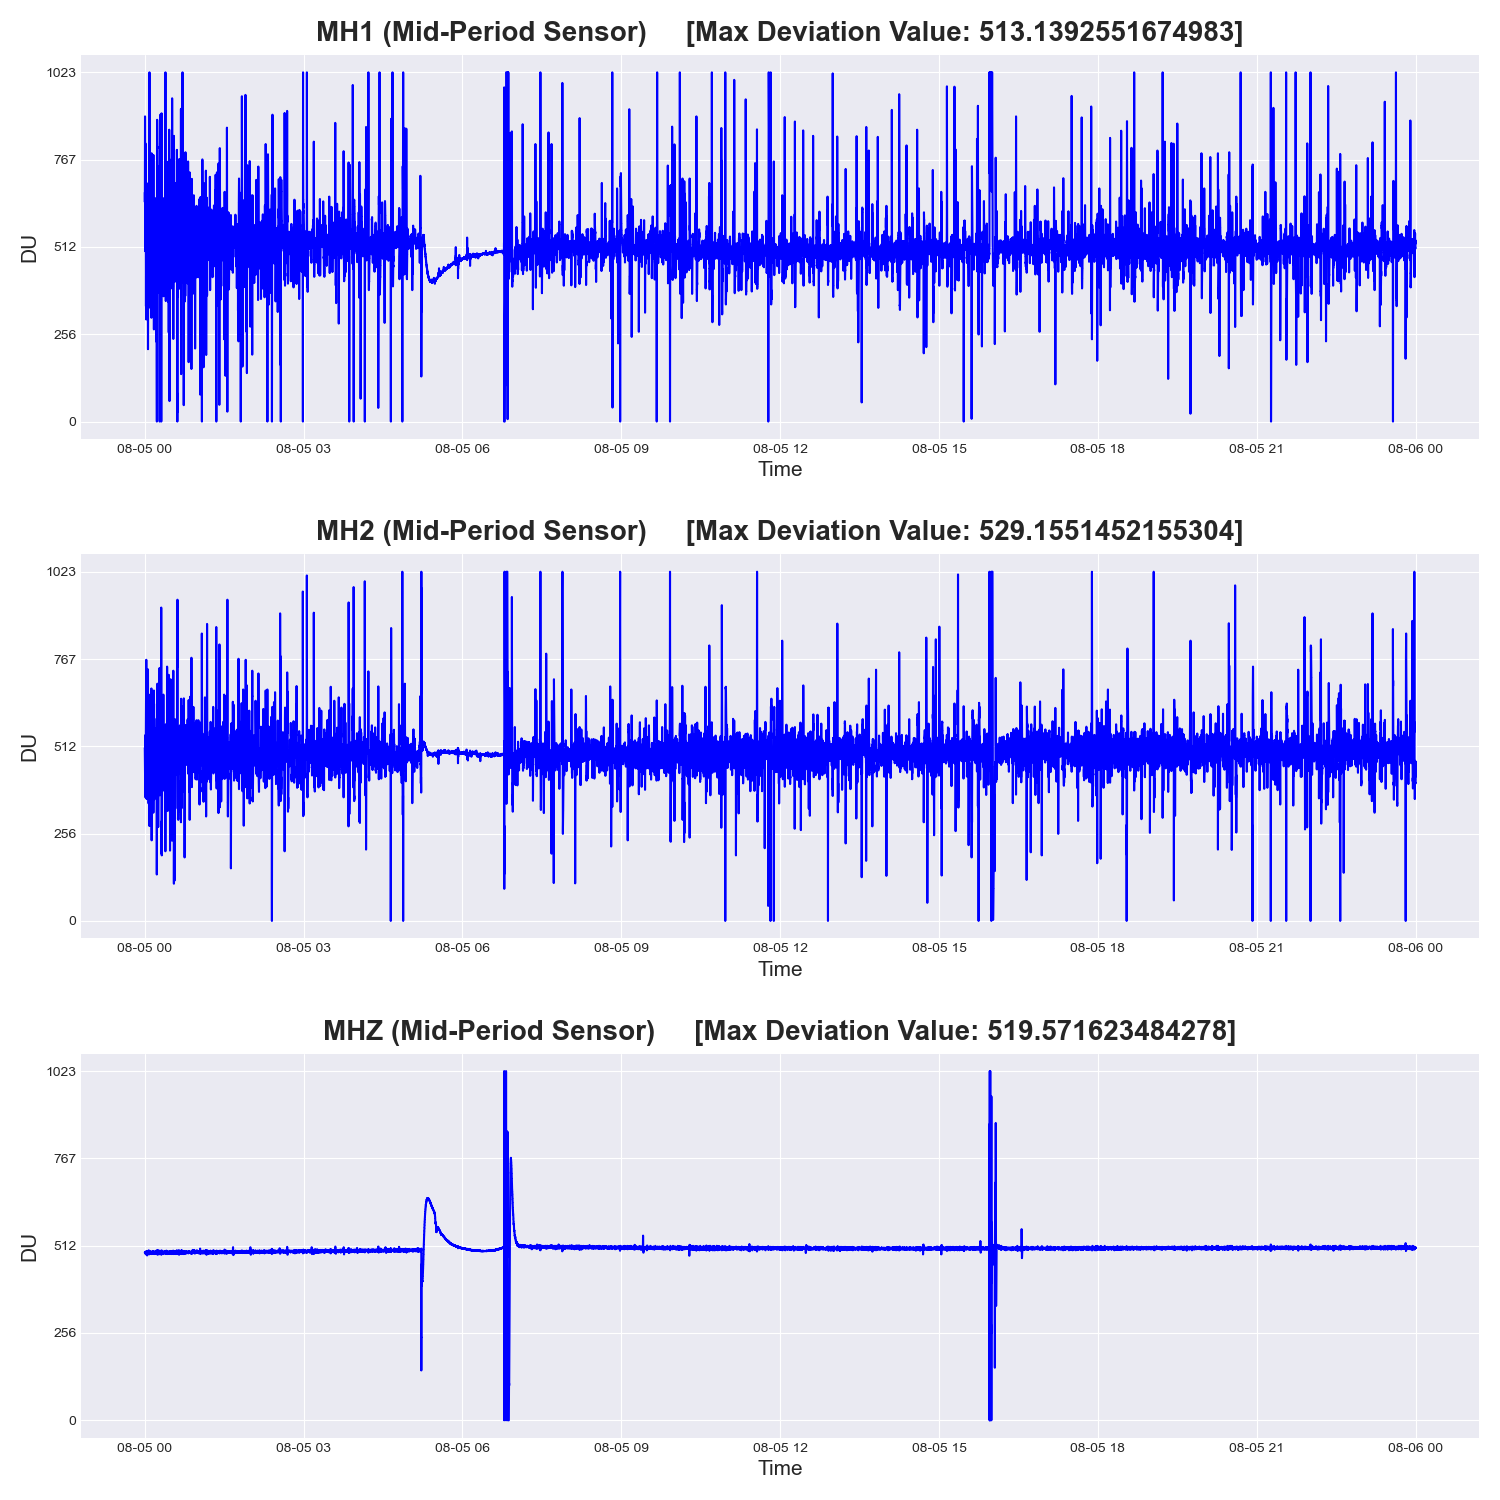 MH1 (Mid-Period Sensor) [Max Deviation Value: 513.1392551674983]
1023
767
512
256
0
DU
08-05 00 08-05 03 08-05 06 08-05 09 08-05 12 08-05 15 08-05 18 08-05 21 08-06 00
Time
MH2 (Mid-Period Sensor) [Max Deviation Value: 529.1551452155304]
1023
767
512
256
0
DU
08-05 00 08-05 03 08-05 06 08-05 09 08-05 12 08-05 15 08-05 18 08-05 21 08-06 00
Time
MHZ (Mid-Period Sensor) [Max Deviation Value: 519.571623484278]
1023
767
512
256
0
DU
08-05 00 08-05 03 08-05 06 08-05 09 08-05 12 08-05 15 08-05 18 08-05 21 08-06 00
Time